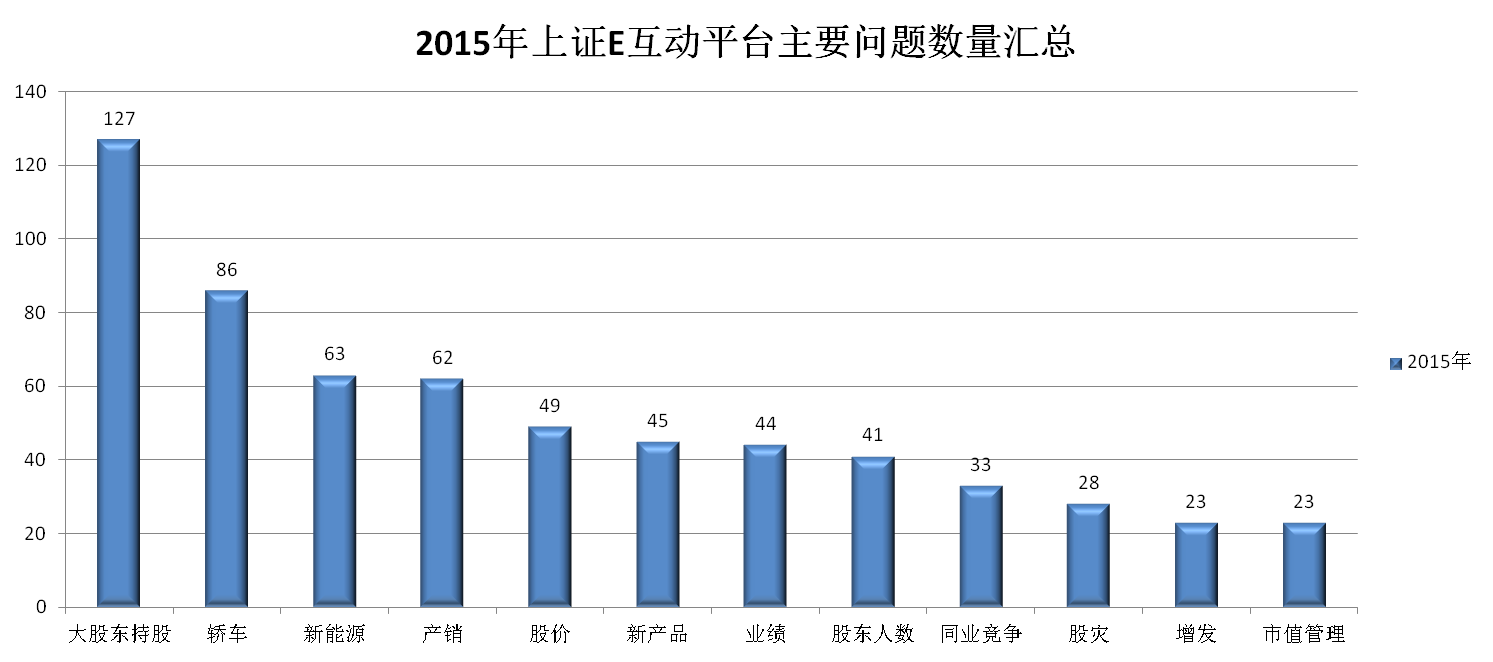 2015年上证E互动平台主要问题数量汇总
140
120
100
80
60
40
20
0
127
86
63
62
49
45
44
41
33
28
23
23
大股东持股
轿车
新能源
产销
股价
新产品
业绩
股东人数
同业竞争
股灾
增发
市值管理
2015年